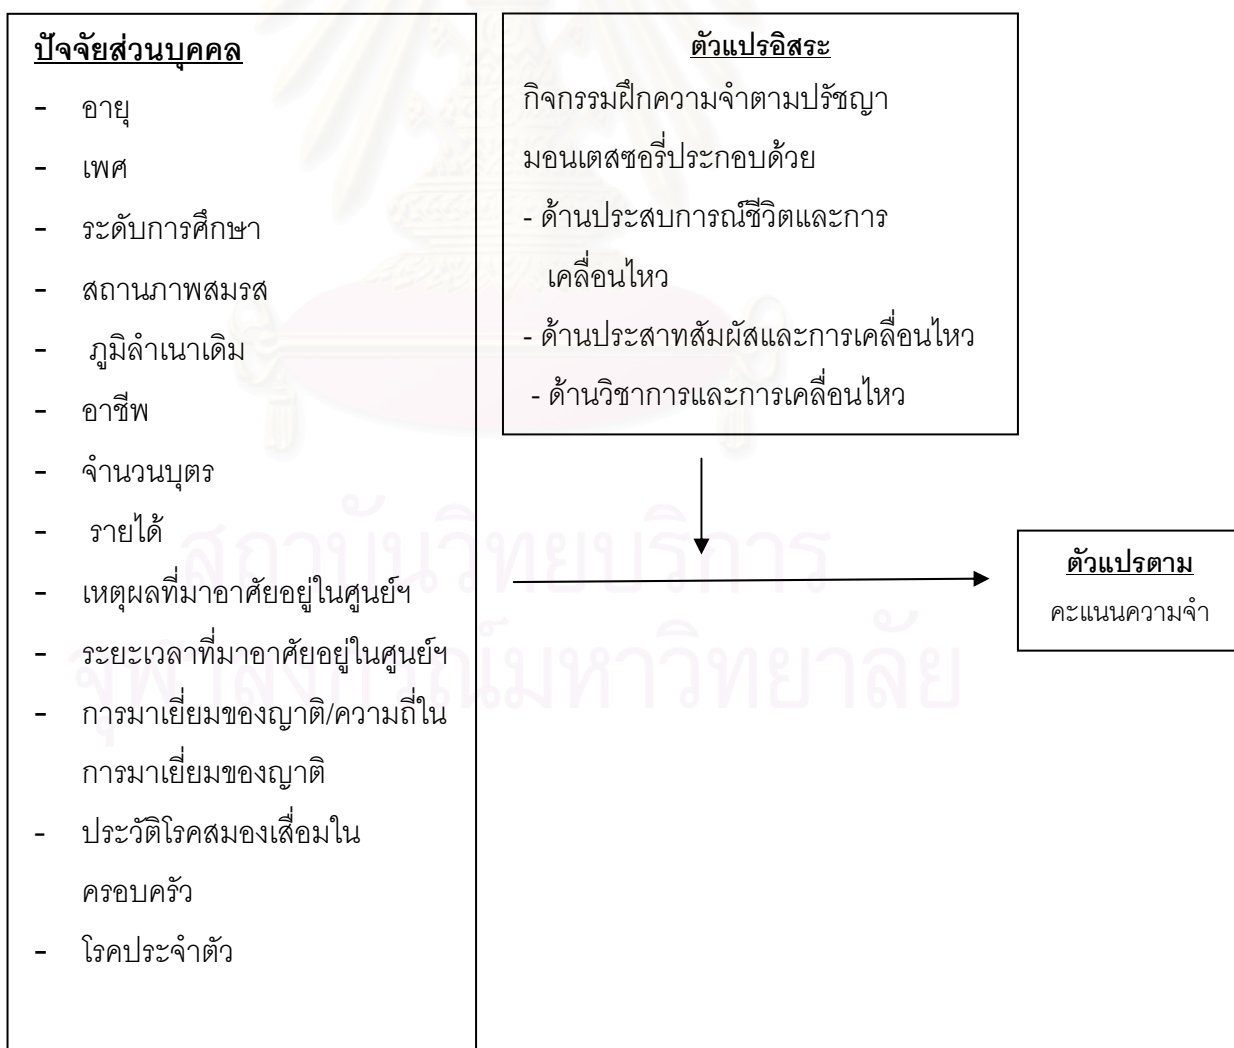 ปัจจัยส่วนบุคคล
- อายุ
- เพศ
- ระดับการศึกษา
- สถานภาพสมรส
- ภูมิลำเนาเดิม
- อาชีพ
- จำนวนบุตร
- รายได้
- เหตุผลที่มาอาศัยอยู่ในศูนย์ฯ
- ระยะเวลาที่มาอาศัยอยู่ในศูนย์ฯ
- การมาเยี่ยมของญาติ/ความถี่ใน
การมาเยี่ยมของญาติ
- ประวัติโรคสมองเสื่อมใน
ครอบครัว
- โรคประจำตัว
ตัวแปรอิสระ
กิจกรรมฝึกความจำตามปรัชญา
มอนเตสซอรี่ประกอบด้วย
- ด้านประสบการณ์ชีวิตและการ
เคลื่อนไหว
- ด้านประสาทสัมผัสและการเคลื่อนไหว
- ด้านวิชาการและการเคลื่อนไหว
ตัวแปรตาม
คะแนนความจำ
สถาบันวิทยบริการ
จุฬาลงกรณ์มหาวิทยาลัย